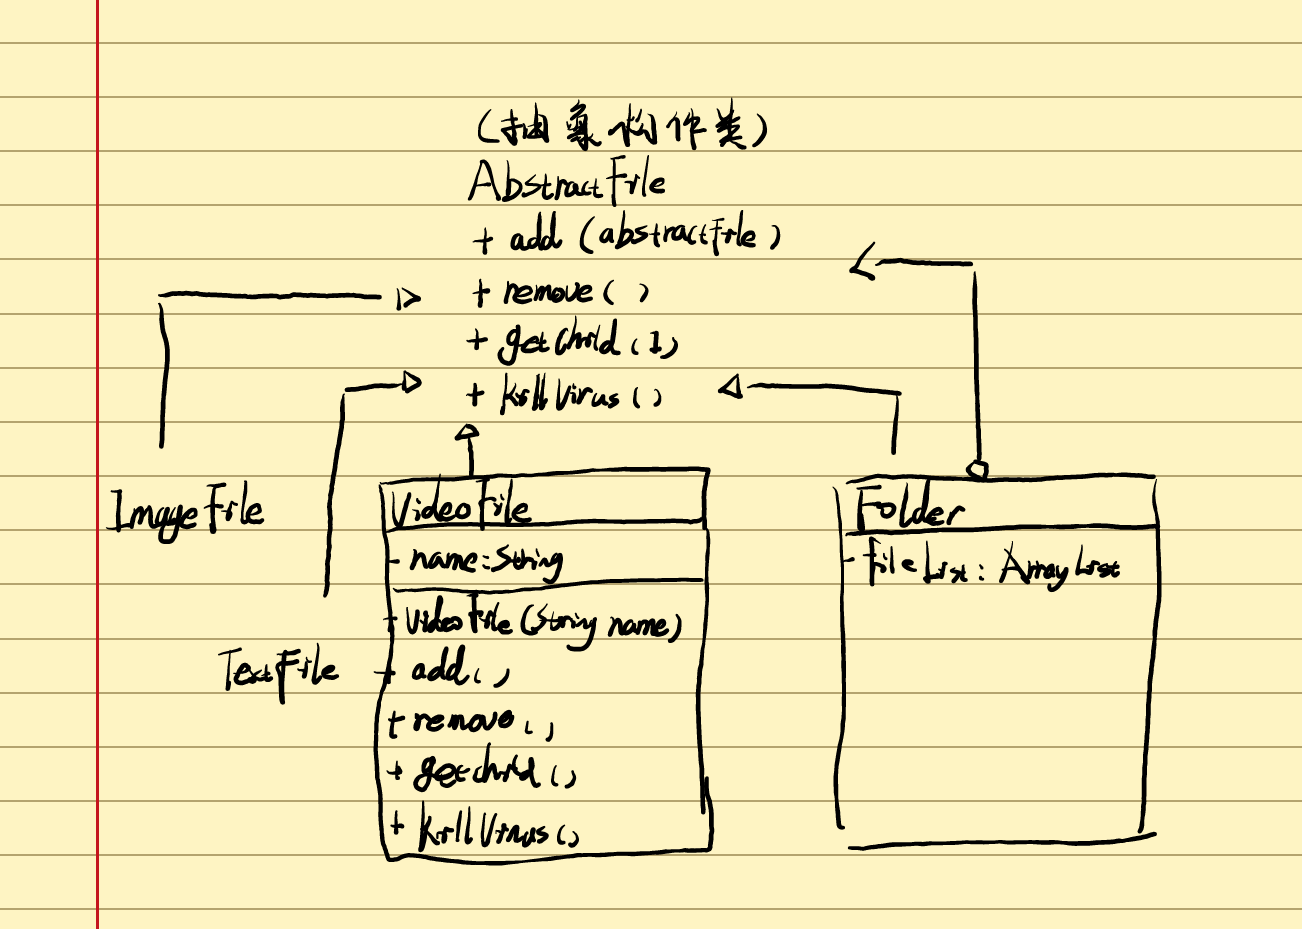 (抽象构件类)
AbstractFile
+ add (abstractfile)
+ remove ( )
+ getChild (1)
+ killVirus ( )
ImageFile
TextFile
VideoFile
- name: String
+ VideoFile (String name)
+ add ( )
+ remove ( )
+ getchild ( )
+ killVirus ( )
Folder
- fileList: ArrayList